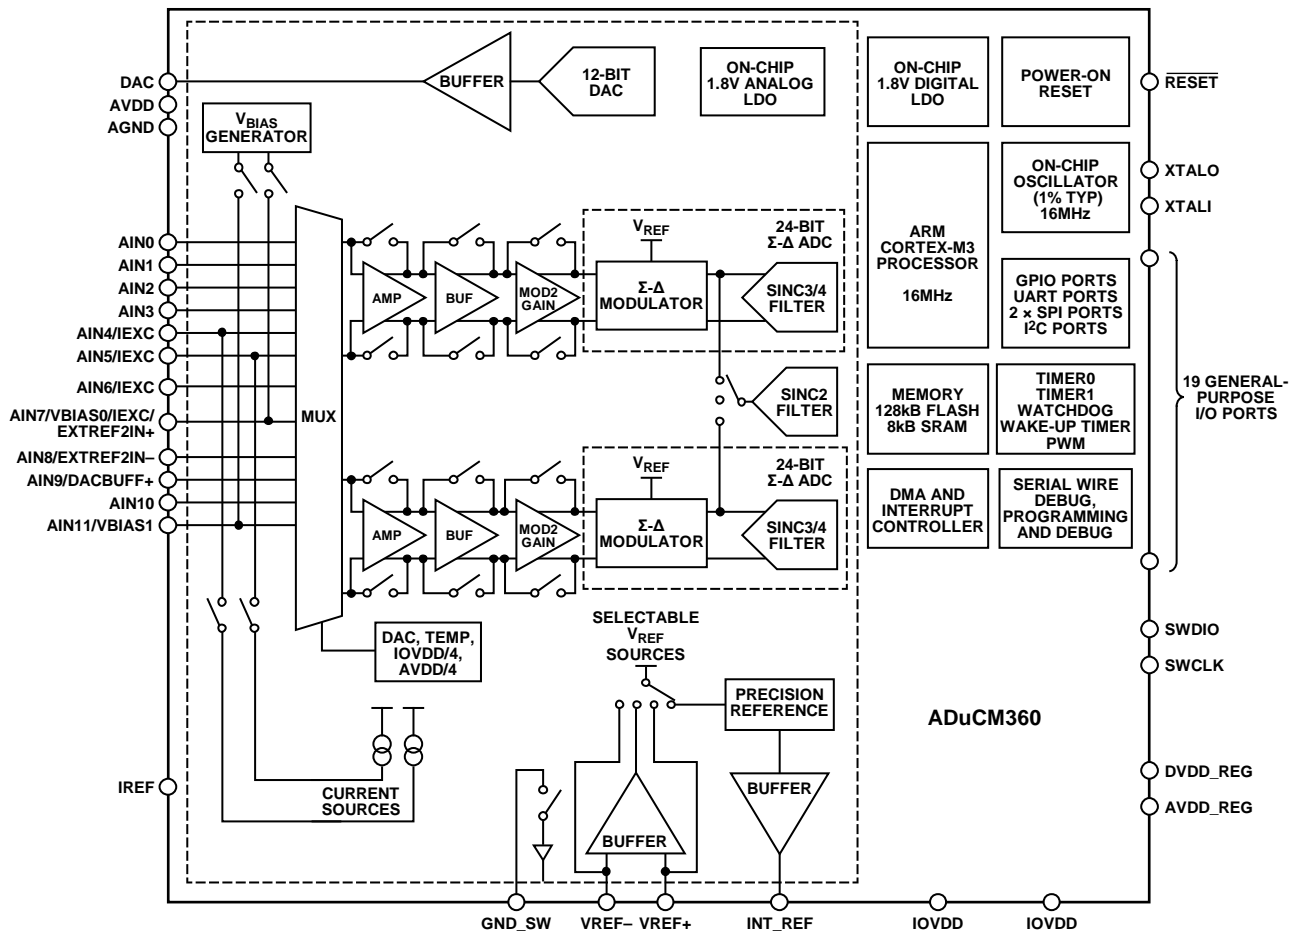 DAC
AVDD
AGND
VBIAS
GENERATOR
BUFFER
12-BIT
DAC
ON-CHIP
1.8V ANALOG
LDO
ON-CHIP
1.8V DIGITAL
LDO
POWER-ON
RESET
RESET
ARM
CORTEX-M3
PROCESSOR
16MHz
ON-CHIP
OSCILLATOR
(1% TYP)
16MHz
XTALO
XTALI
AIN0
AIN1
AIN2
AIN3
AIN4/IEXC
AIN5/IEXC
AIN6/IEXC
AIN7/VBIAS0/IEXC/
EXTREF2IN+
AIN8/EXTREF2IN–
AIN9/DACBUFF+
AIN10
AIN11/VBIAS1
MUX
AMP
BUF
MOD2
GAIN
VREF
24-BIT
Σ-Δ ADC
Σ-Δ
MODULATOR
SINC3/4
FILTER
SINC2
FILTER
AMP
BUF
MOD2
GAIN
VREF
24-BIT
Σ-Δ ADC
Σ-Δ
MODULATOR
SINC3/4
FILTER
GPIO PORTS
UART PORTS
2 × SPI PORTS
I2C PORTS
MEMORY
128kB FLASH
8kB SRAM
TIMER0
TIMER1
WATCHDOG
WAKE-UP TIMER
PWM
19 GENERAL-
PURPOSE
I/O PORTS
DMA AND
INTERRUPT
CONTROLLER
SERIAL WIRE
DEBUG,
PROGRAMMING
AND DEBUG
DAC, TEMP,
IOVDD/4,
AVDD/4
SELECTABLE
VREF
SOURCES
PRECISION
REFERENCE
SWDIO
SWCLK
ADuCM360
IREF
CURRENT
SOURCES
BUFFER
BUFFER
DVDD_REG
AVDD_REG
GND_SW
VREF–
VREF+
INT_REF
IOVDD
IOVDD